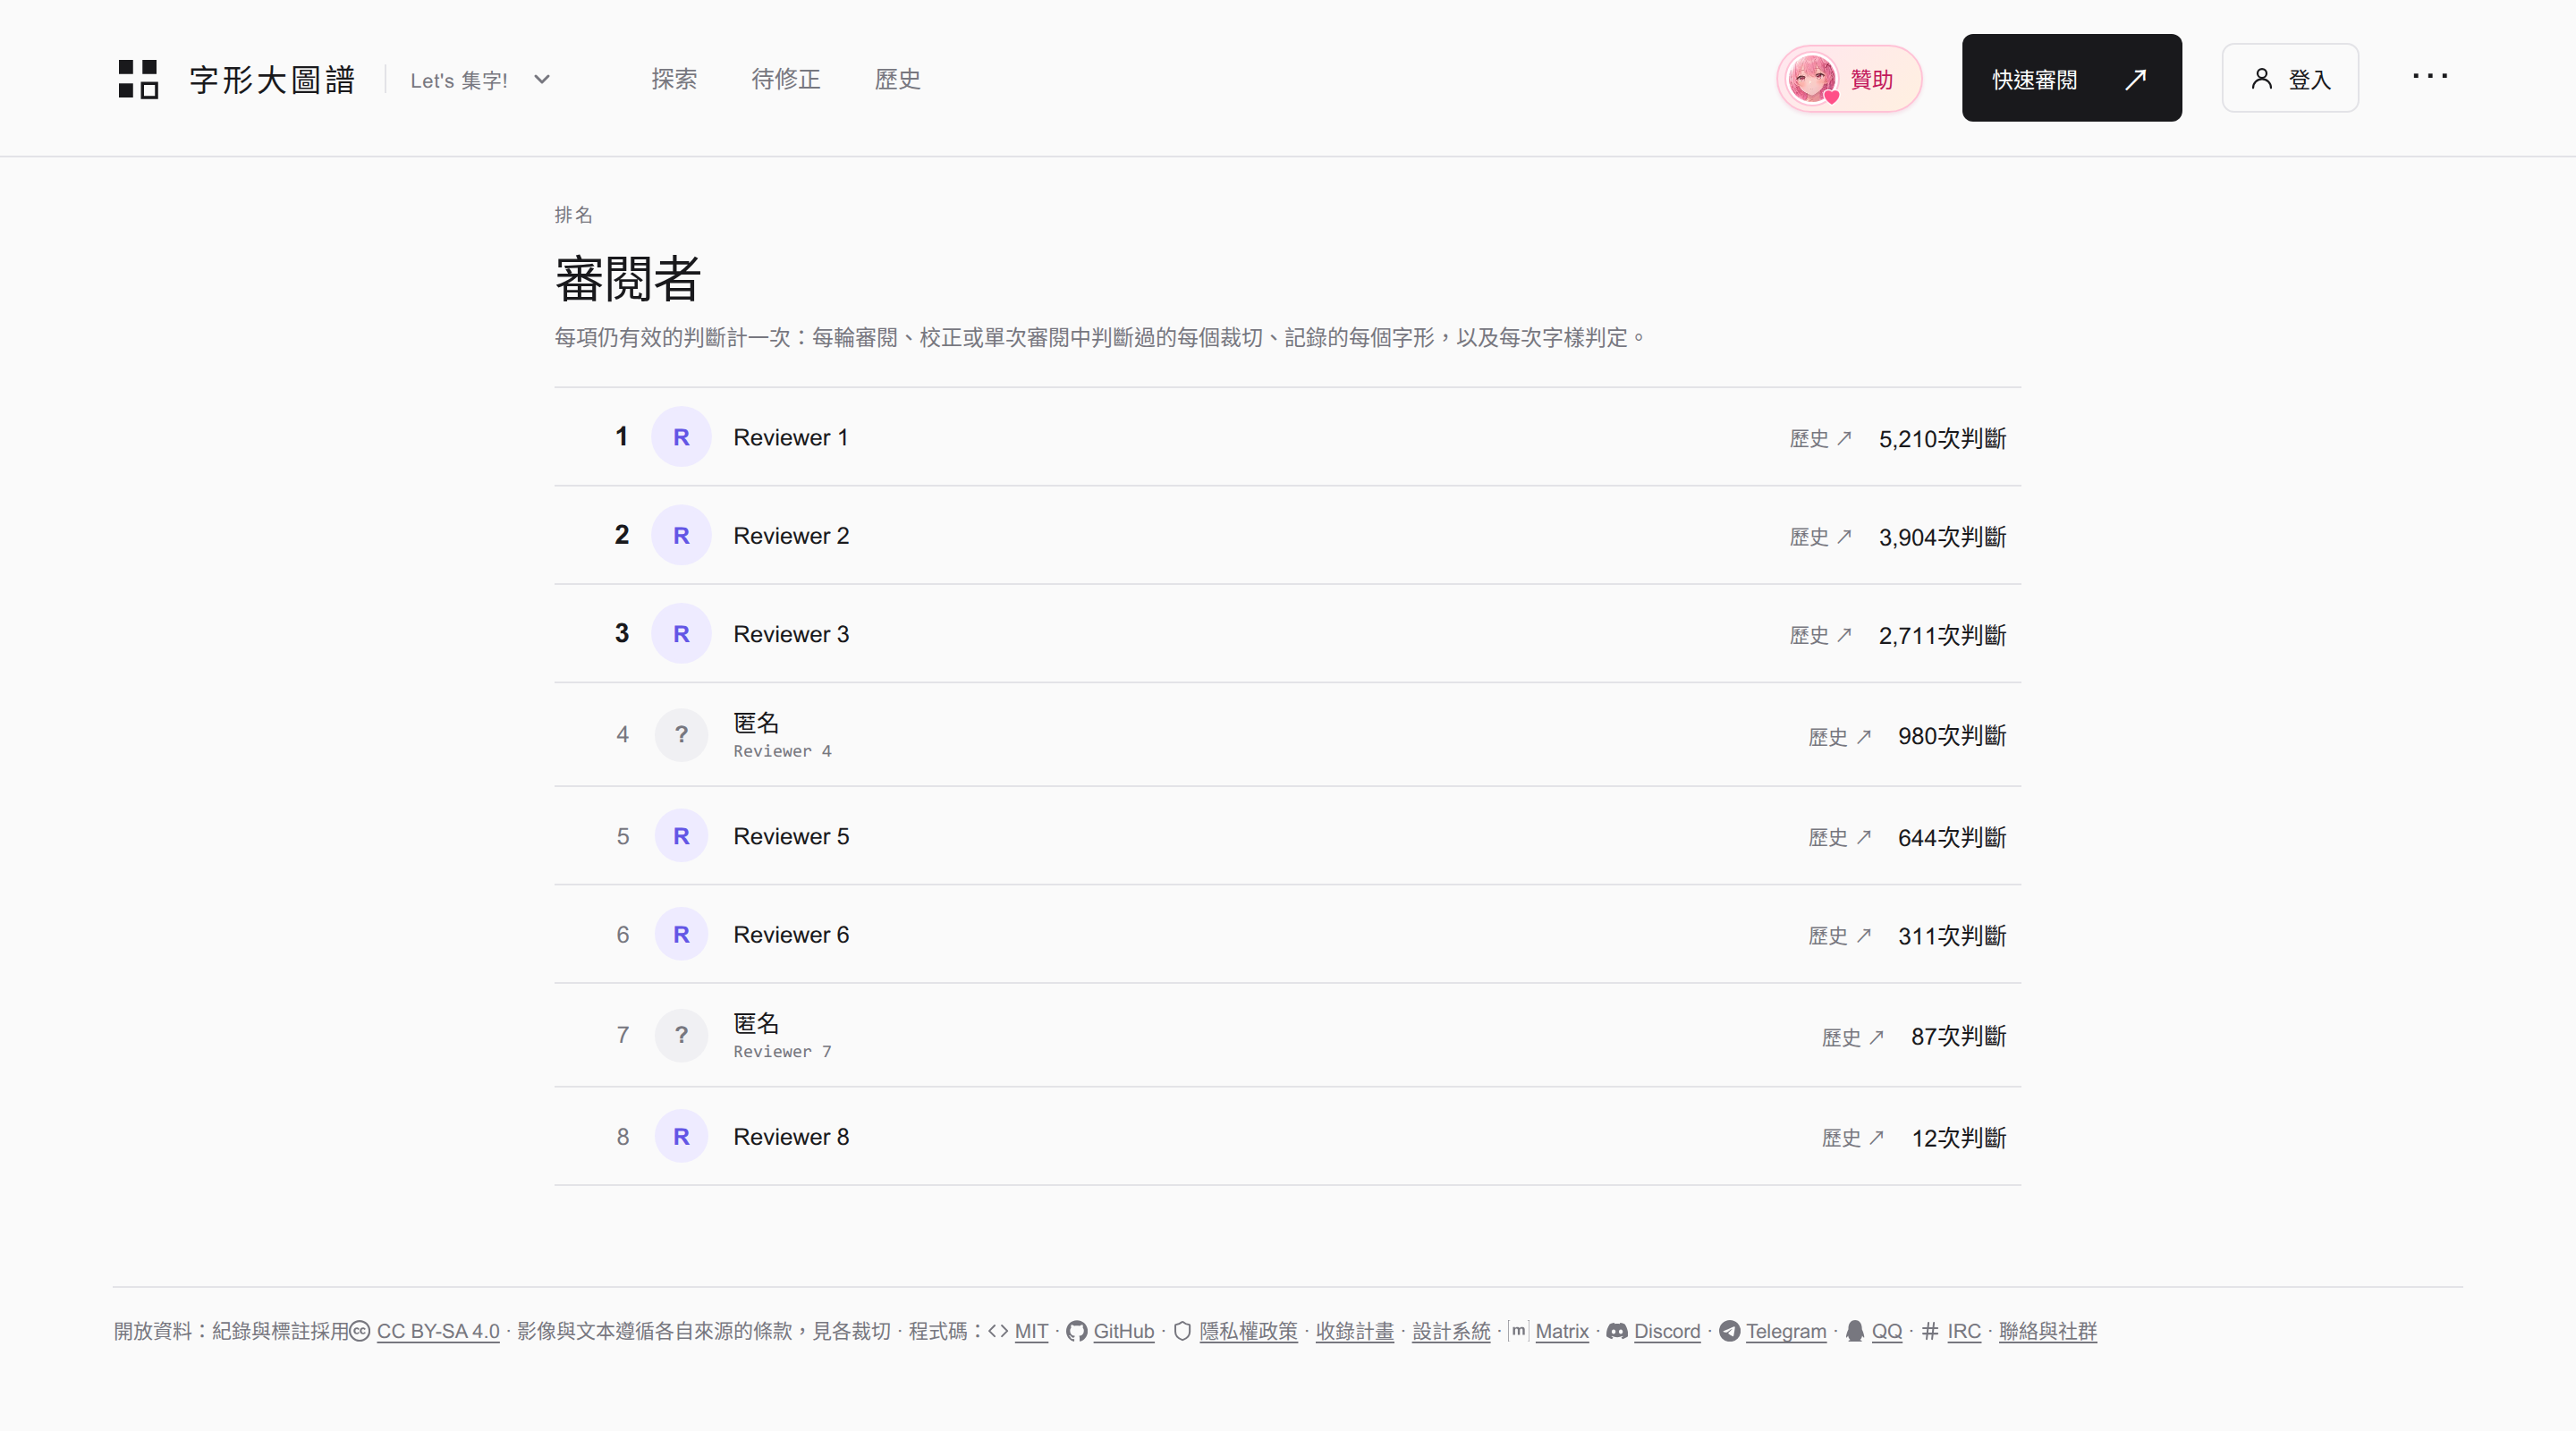 字形大圖譜 Let's 集字! 探索 待修正 歷史 贊助 快速審閱 ↗ 登入 ···
排名
審閱者
每項仍有效的判斷計一次：每輪審閱、校正或單次審閱中判斷過的每個裁切、記錄的每個字形，以及每次字樣判定。
1 R Reviewer 1 歷史 ↗ 5,210次判斷
2 R Reviewer 2 歷史 ↗ 3,904次判斷
3 R Reviewer 3 歷史 ↗ 2,711次判斷
4 ? 匿名 歷史 ↗ 980次判斷
Reviewer 4
5 R Reviewer 5 歷史 ↗ 644次判斷
6 R Reviewer 6 歷史 ↗ 311次判斷
7 ? 匿名 歷史 ↗ 87次判斷
Reviewer 7
8 R Reviewer 8 歷史 ↗ 12次判斷
開放資料：紀錄與標註採用 CC BY-SA 4.0 · 影像與文本遵循各自來源的條款，見各裁切 · 程式碼：MIT · GitHub · 隱私權政策 · 收錄計畫 · 設計系統 · [m] Matrix · Discord · Telegram · QQ · # IRC · 聯絡與社群